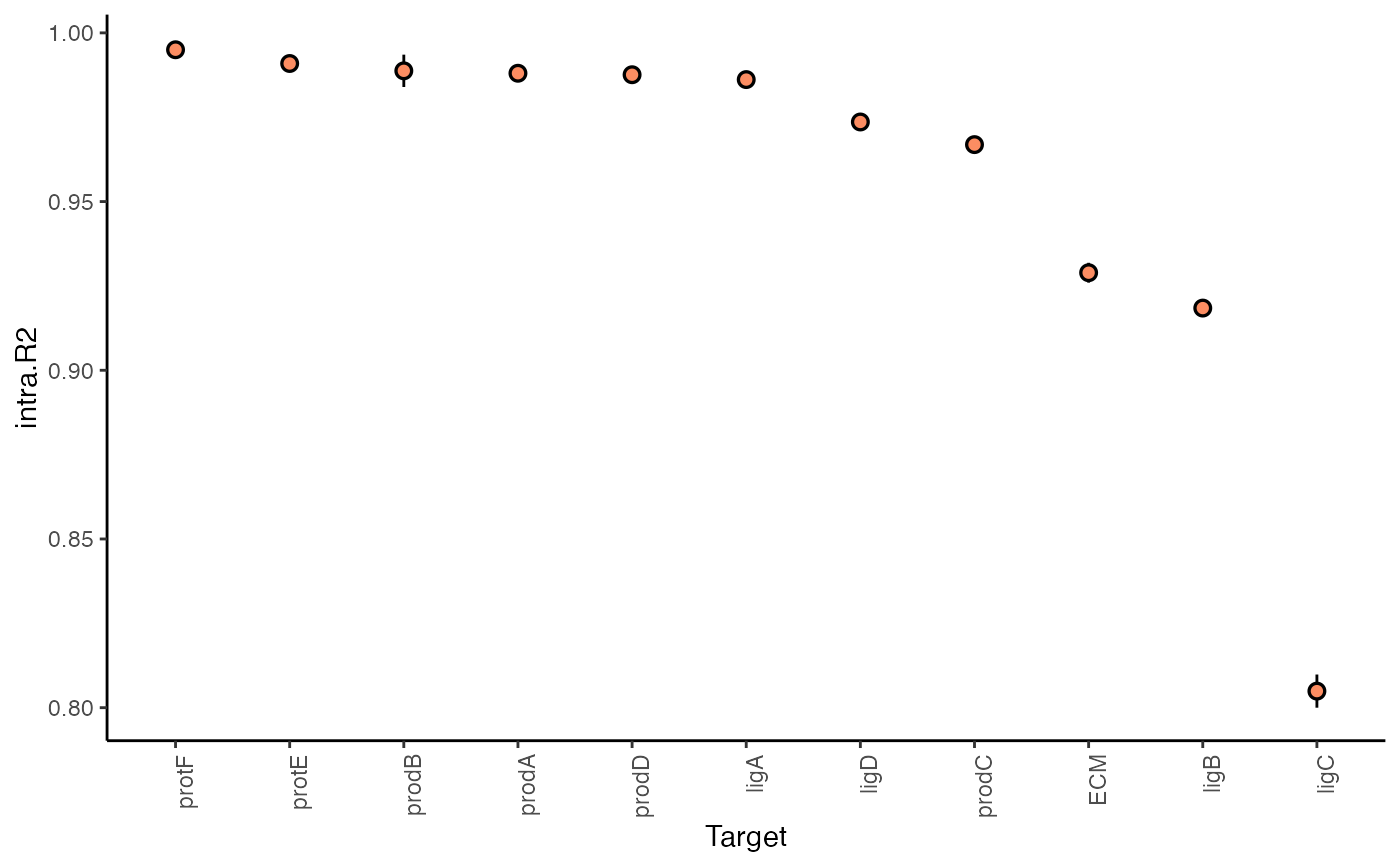 1.00
0.95
0.90
0.85
0.80
intra.R2
protF
protE
prodB
prodA
prodD
ligA
ligD
prodC
ECM
ligB
ligC
Target